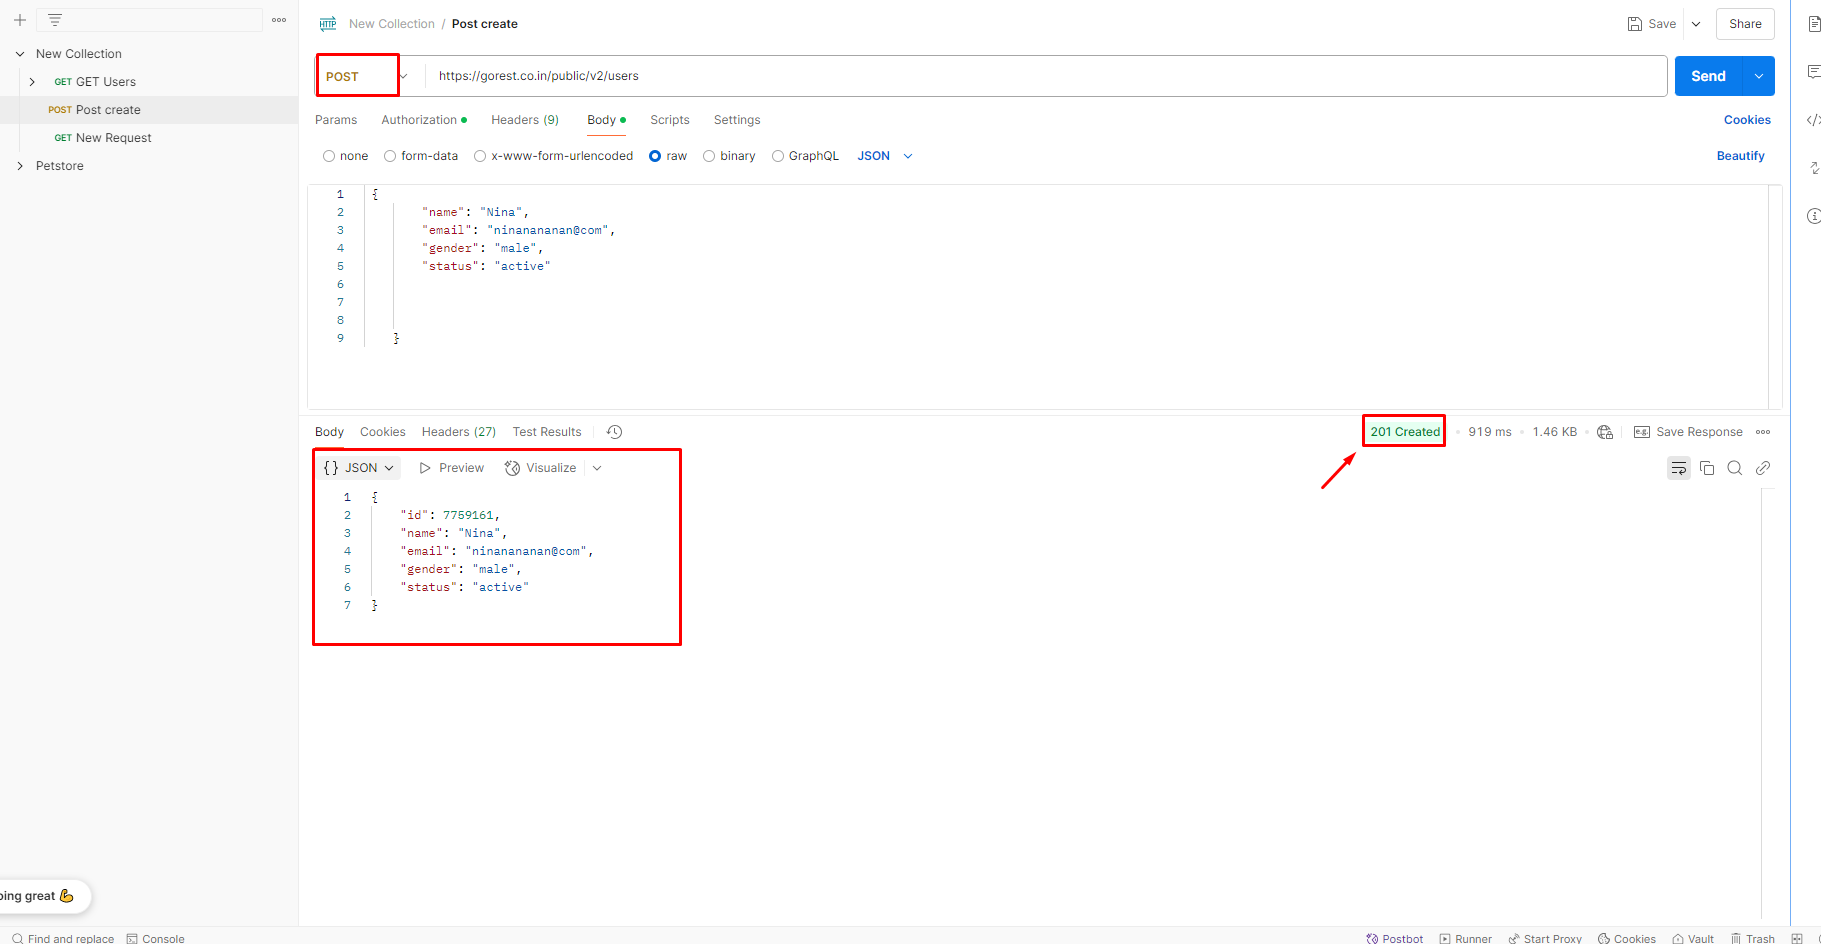 New Collection
GET GET Users
POST Post create
GET New Request
Petstore
HTTP New Collection / Post create
Save
Share
POST
https://gorest.co.in/public/v2/users
Send
Params Authorization Headers (9) Body Scripts Settings
Cookies
none form-data x-www-form-urlencoded raw binary GraphQL JSON
Beautify
1 {
2 "name": "Nina",
3 "email": "ninanananan@com",
4 "gender": "male",
5 "status": "active"
6
7
8
9 }
Body Cookies Headers (27) Test Results
201 Created 919 ms 1.46 KB e.g. Save Response
{} JSON Preview Visualize
1 {
2 "id": 7759161,
3 "name": "Nina",
4 "email": "ninanananan@com",
5 "gender": "male",
6 "status": "active"
7 }
oing great 💪
Find and replace Console
Postbot Runner Start Proxy Cookies Vault Trash